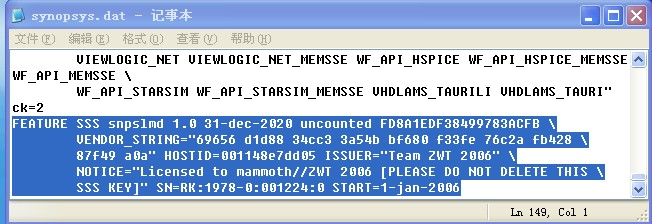 synopsys.dat - 记事本
文件(F) 编辑(E) 格式(O) 查看(V) 帮助(H)
VIEWLOGIC_NET VIEWLOGIC_NET_MEMSSE WF_API_HSPICE WF_API_HSPICE_MEMSSE
WF_API_MEMSSE \
WF_API_STARSIM WF_API_STARSIM_MEMSSE VHDLAMS_TAURILI VHDLAMS_TAURI"
ck=2
FEATURE SSS snpslmd 1.0 31-dec-2020 uncounted FD8A1EDF38499783ACFB \
VENDOR_STRING="69656 d1d88 34cc3 3a54b bf680 f33fe 76c2a fb428 \
87f49 a0a" HOSTID=001148e7dd05 ISSUER="Team ZWT 2006" \
NOTICE="Licensed to mammoth//ZWT 2006 [PLEASE DO NOT DELETE THIS \
SSS KEY]" SN=RK:1978-0:001224:0 START=1-jan-2006
Ln 149, Col 1